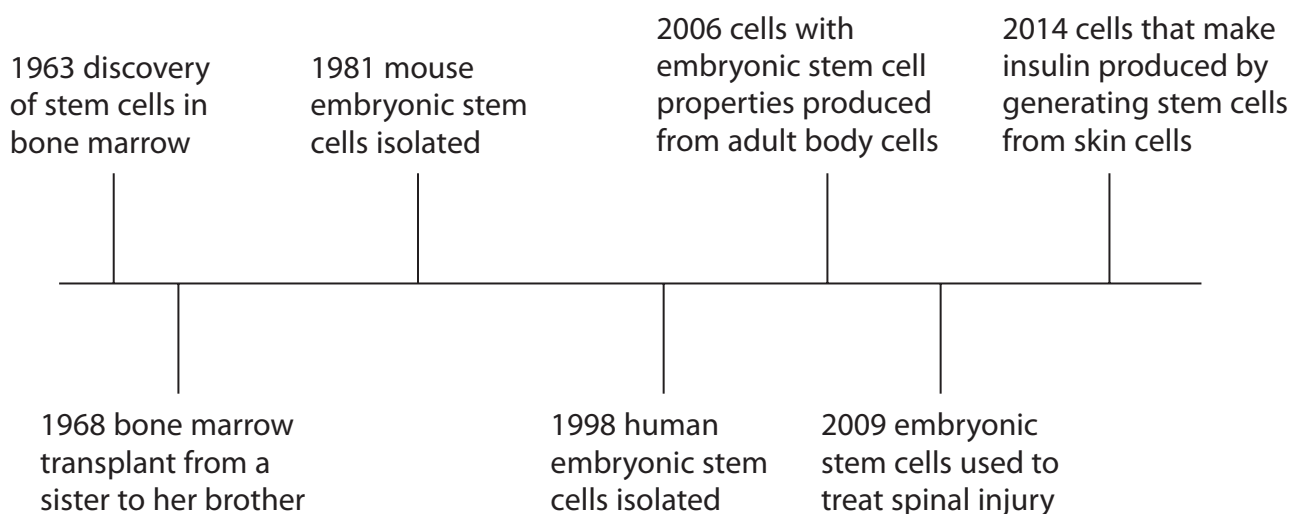 1963 discovery
of stem cells in
bone marrow
1981 mouse
embryonic stem
cells isolated
2006 cells with
embryonic stem cell
properties produced
from adult body cells
2014 cells that make
insulin produced by
generating stem cells
from skin cells
1968 bone marrow
transplant from a
sister to her brother
1998 human
embryonic stem
cells isolated
2009 embryonic
stem cells used to
treat spinal injury